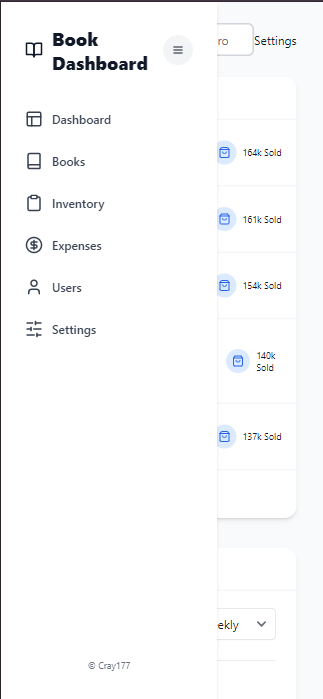 Book
Dashboard
ro
Settings
Dashboard
164k Sold
Books
Inventory
161k Sold
Expenses
Users
154k Sold
Settings
140k
Sold
137k Sold
ekly
© Cray177